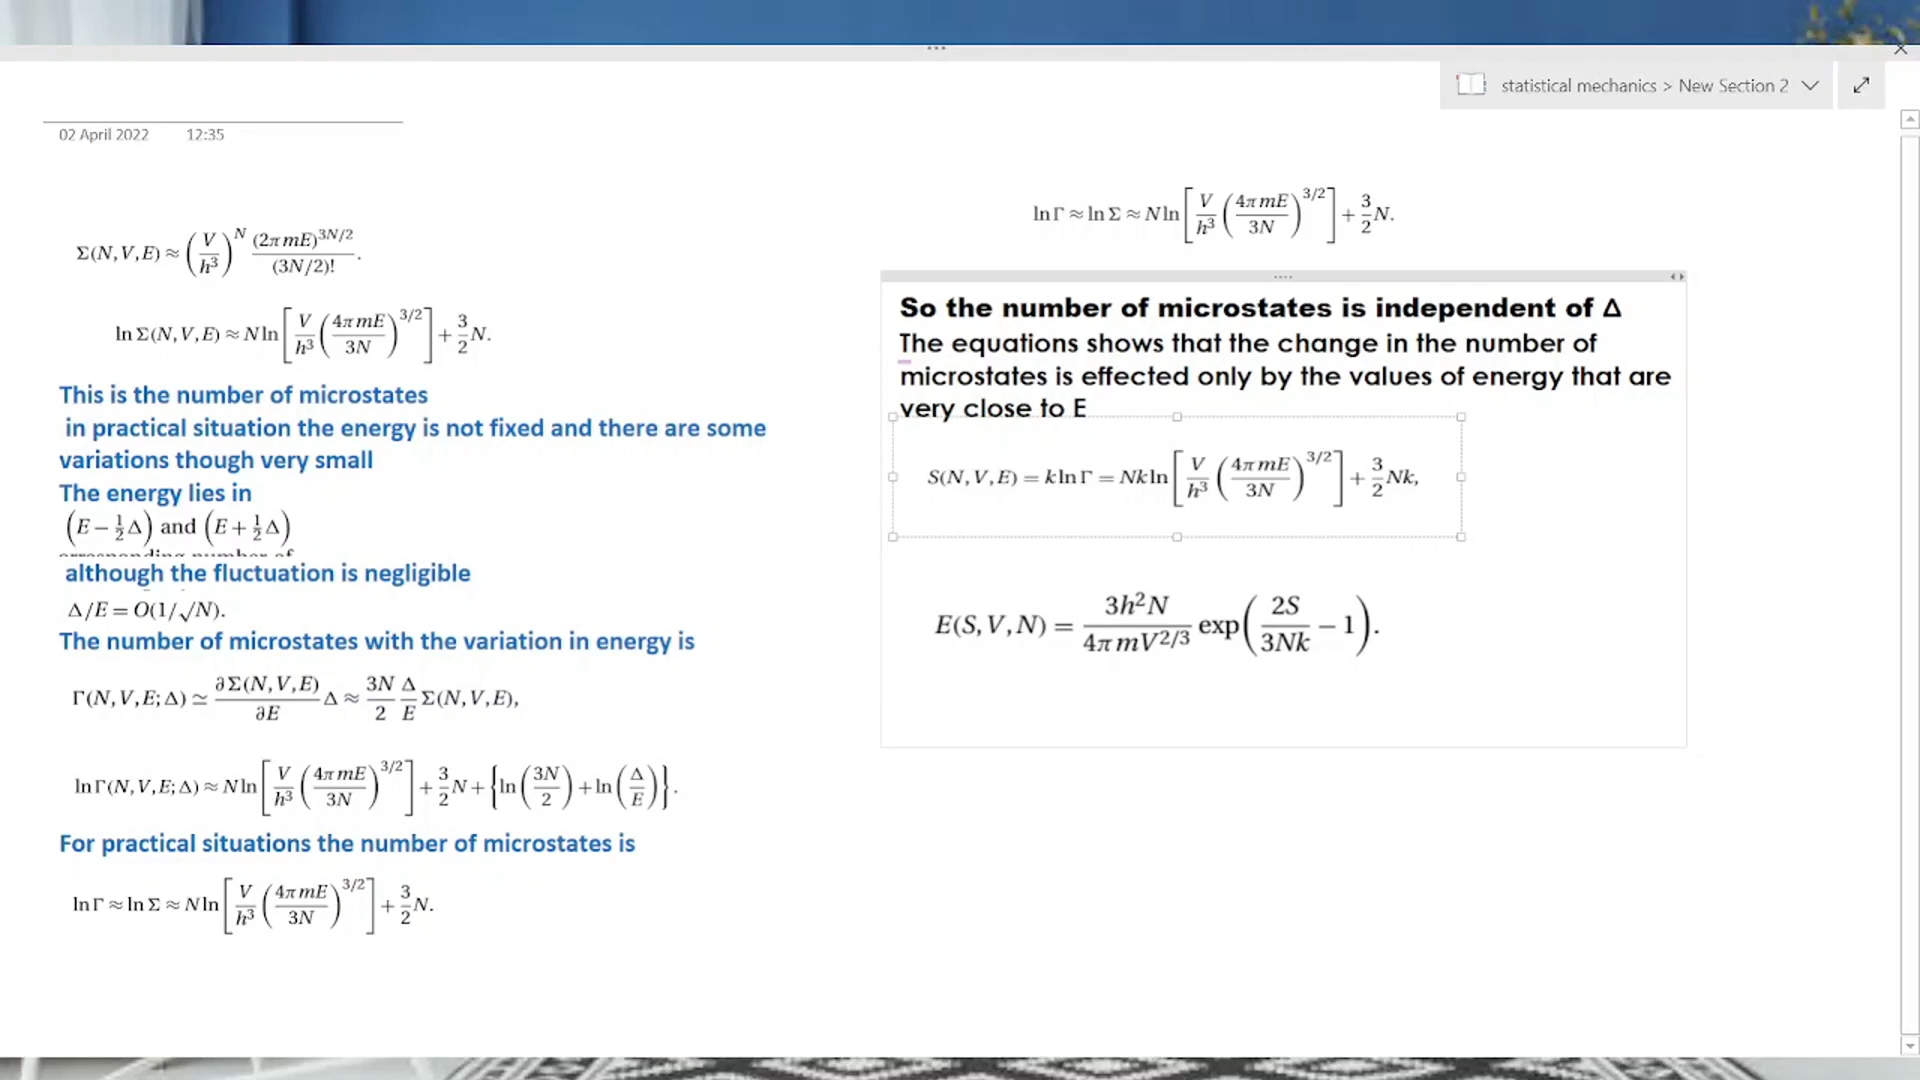 statistical mechanics > New Section 2
02 April 2022 12:35
Σ(N,V,E) ≈ (V/h³)^N (2πmE)^{3N/2}/(3N/2)!.
ln Σ(N,V,E) ≈ N ln[V/h³ (4πmE/3N)^{3/2}] + 3/2 N.
This is the number of microstates
in practical situation the energy is not fixed and there are some
variations though very small
The energy lies in
(E − ½Δ) and (E + ½Δ)
although the fluctuation is negligible
Δ/E = O(1/√N).
The number of microstates with the variation in energy is
Γ(N,V,E;Δ) ≃ ∂Σ(N,V,E)/∂E Δ ≈ 3N/2 Δ/E Σ(N,V,E),
ln Γ(N,V,E;Δ) ≈ N ln[V/h³ (4πmE/3N)^{3/2}] + 3/2 N + {ln(3N/2) + ln(Δ/E)}.
For practical situations the number of microstates is
ln Γ ≈ ln Σ ≈ N ln[V/h³ (4πmE/3N)^{3/2}] + 3/2 N.
ln Γ ≈ ln Σ ≈ N ln[V/h³ (4πmE/3N)^{3/2}] + 3/2 N.
So the number of microstates is independent of Δ
The equations shows that the change in the number of
microstates is effected only by the values of energy that are
very close to E
S(N,V,E) = k ln Γ = Nk ln[V/h³ (4πmE/3N)^{3/2}] + 3/2 Nk,
E(S,V,N) = 3h²N/4πmV^{2/3} exp(2S/3Nk − 1).